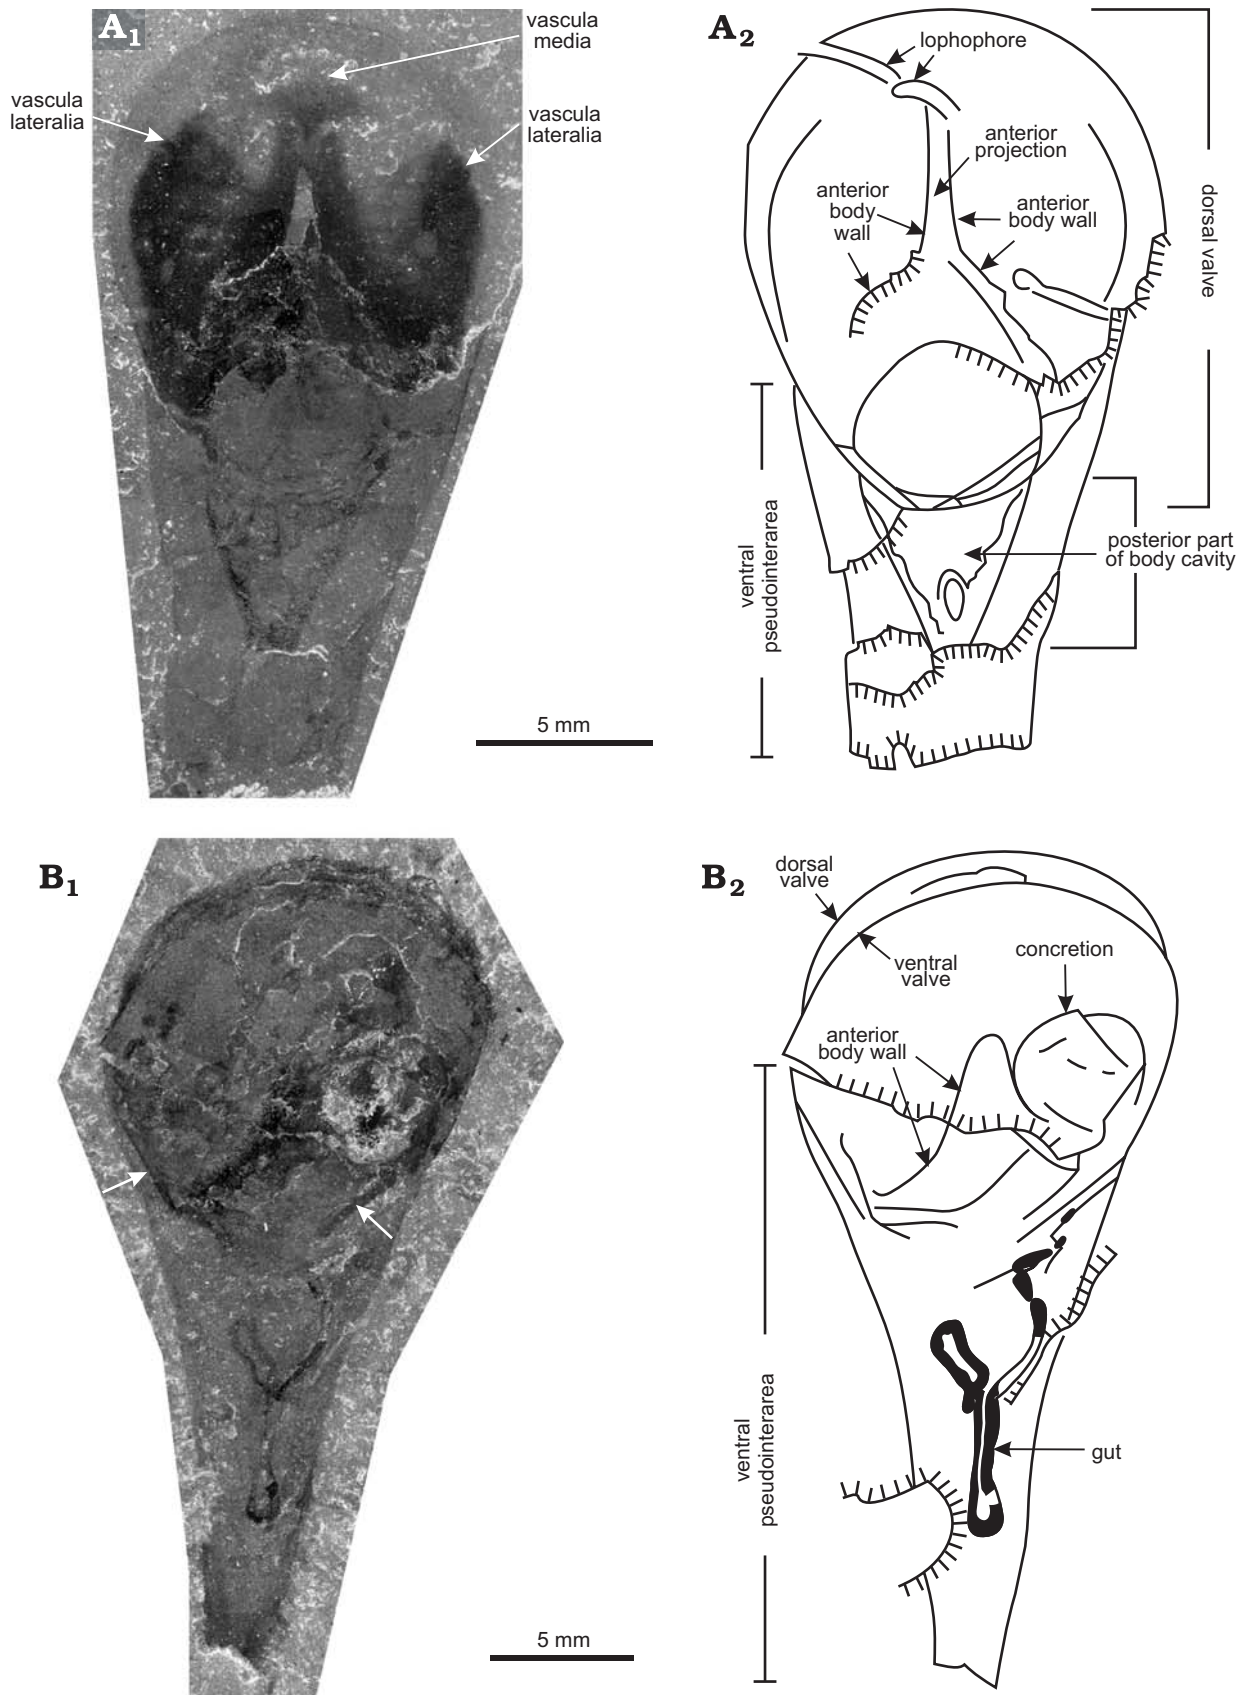 A1
vascula
media
vascula
lateralia
vascula
lateralia
5 mm
A2
lophophore
anterior
projection
anterior
body
wall
anterior
body wall
dorsal valve
ventral
pseudointerarea
posterior part
of body cavity
B1
5 mm
B2
dorsal
valve
ventral
valve
concretion
anterior
body wall
ventral
pseudointerarea
gut